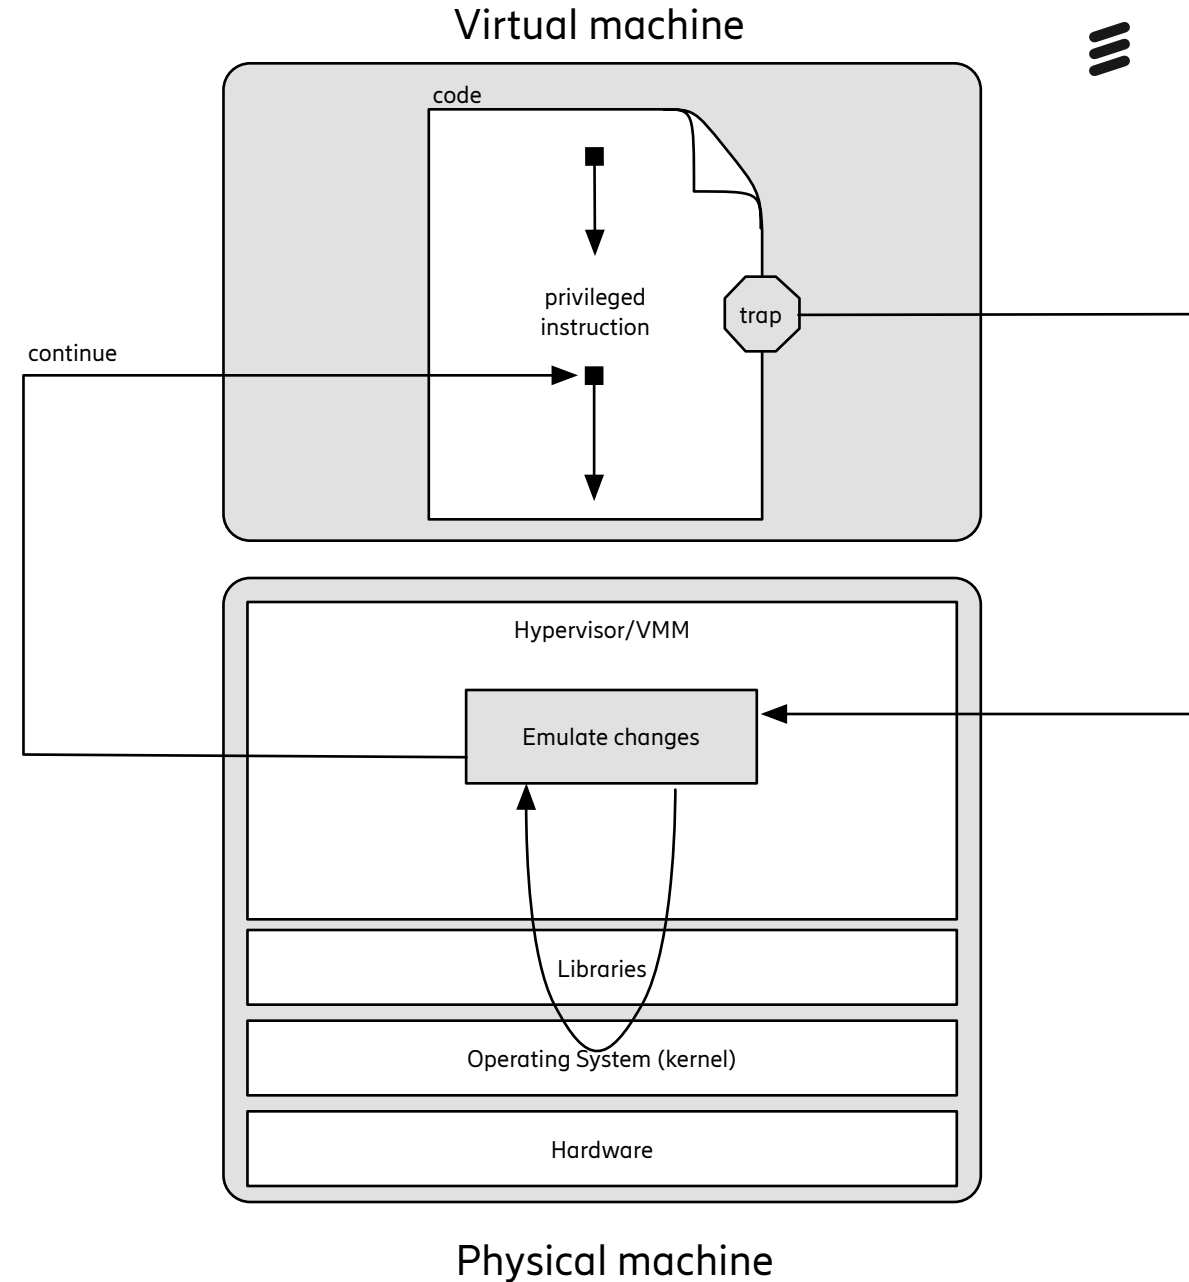 Virtual machine
code
privileged
instruction
trap
continue
Hypervisor/VMM
Emulate changes
Libraries
Operating System (kernel)
Hardware
Physical machine